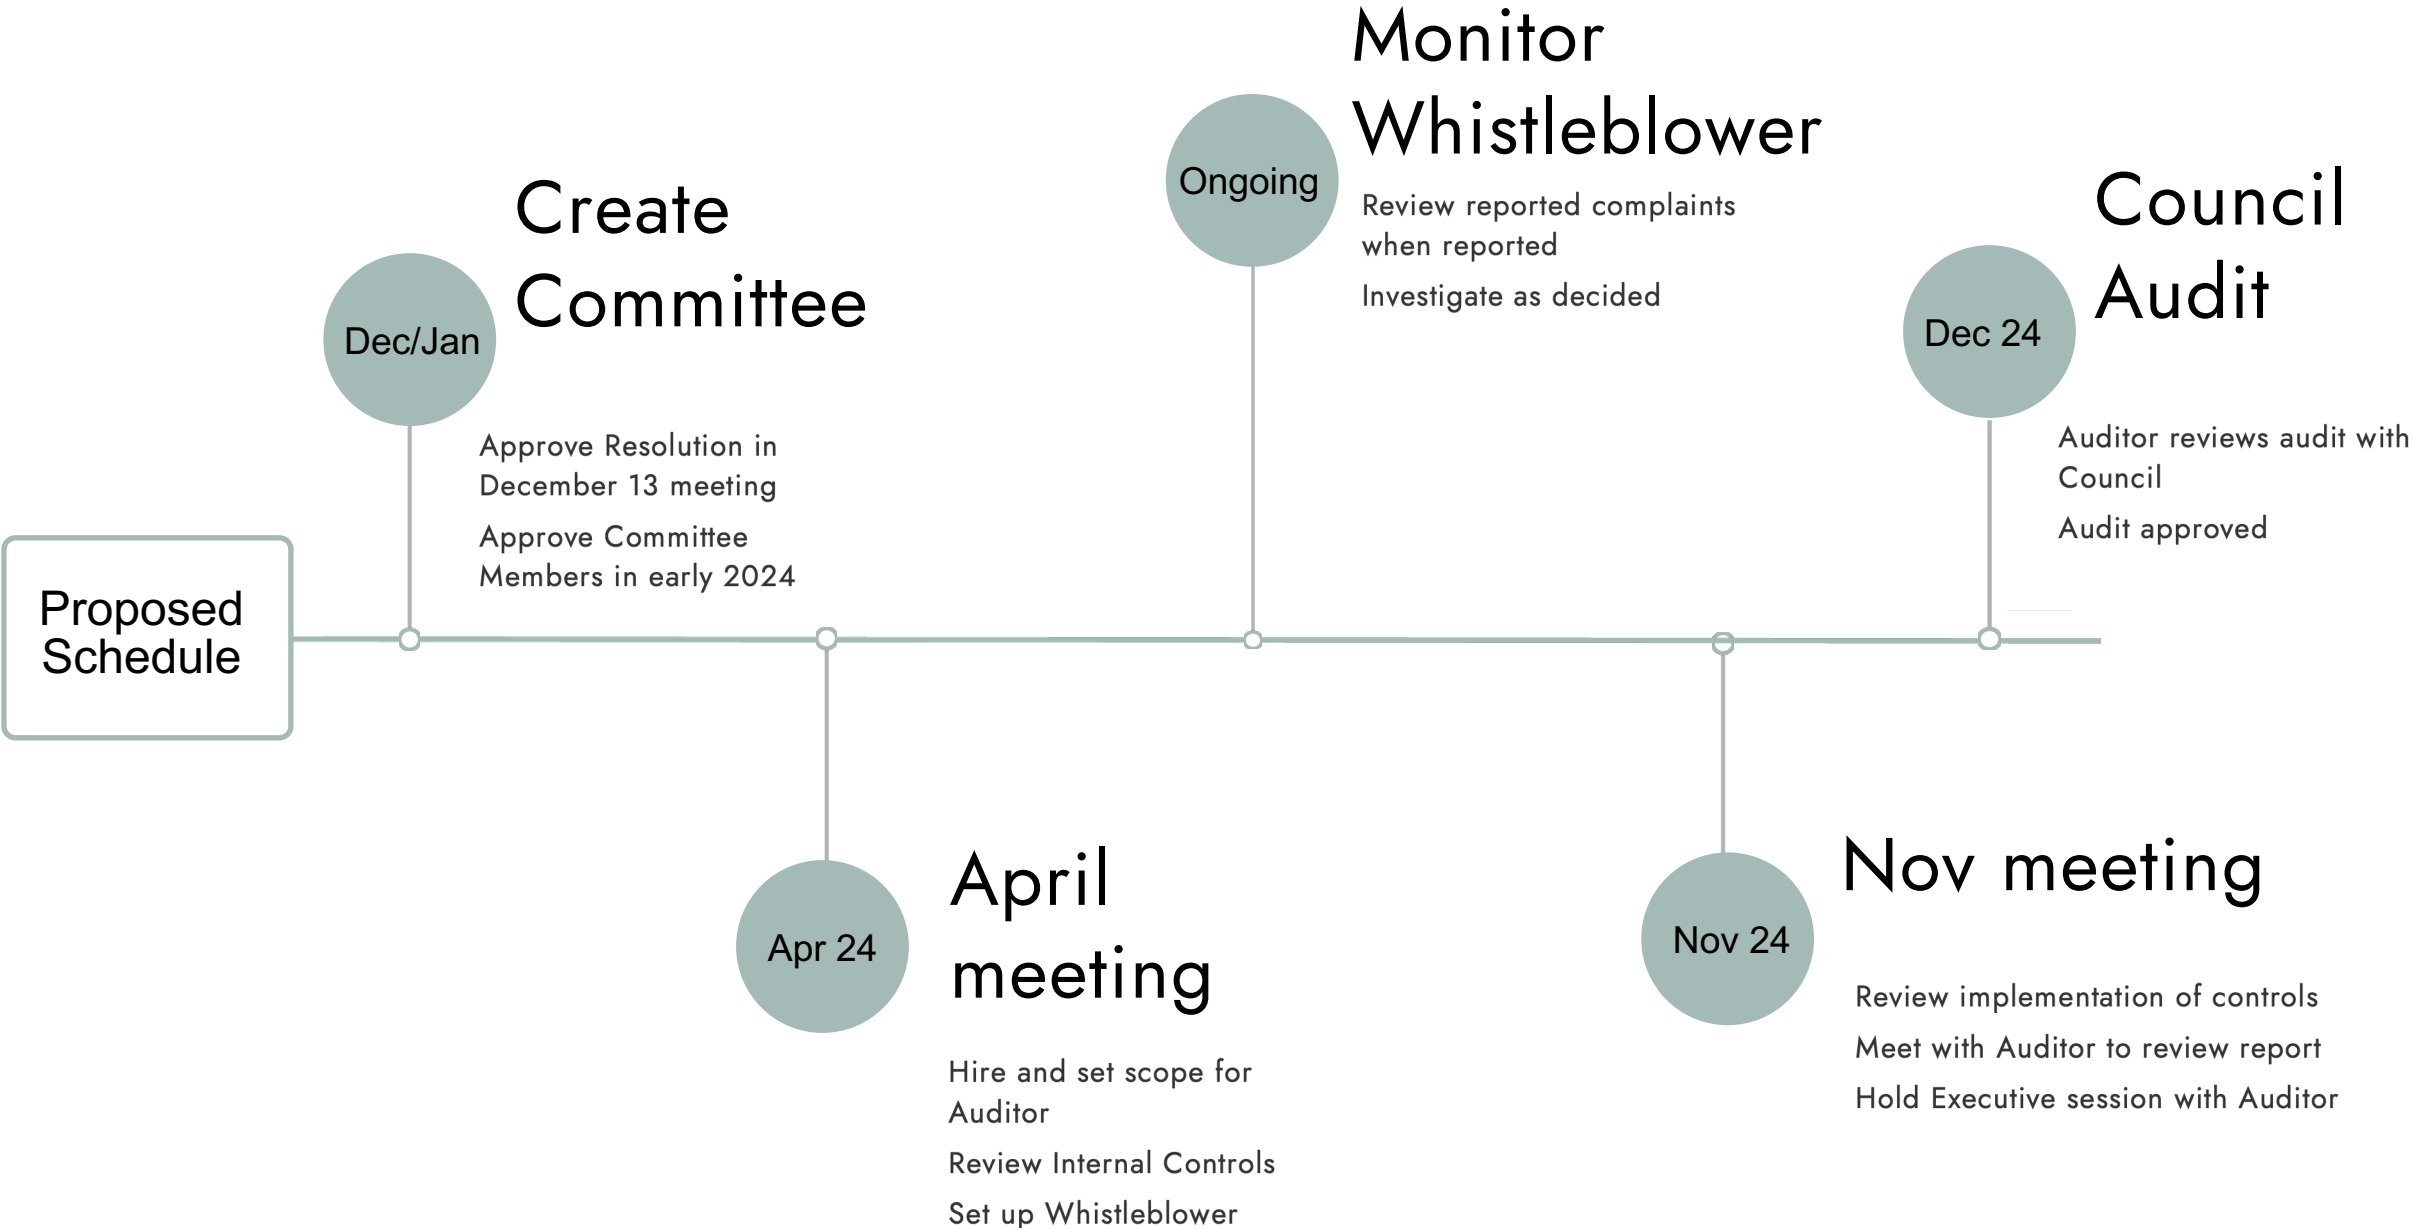 Proposed
Schedule
Dec/Jan
Create
Committee
Approve Resolution in
December 13 meeting
Approve Committee
Members in early 2024
Apr 24
April
meeting
Hire and set scope for
Auditor
Review Internal Controls
Set up Whistleblower
Ongoing
Monitor
Whistleblower
Review reported complaints
when reported
Investigate as decided
Nov 24
Nov meeting
Review implementation of controls
Meet with Auditor to review report
Hold Executive session with Auditor
Dec 24
Council
Audit
Auditor reviews audit with
Council
Audit approved